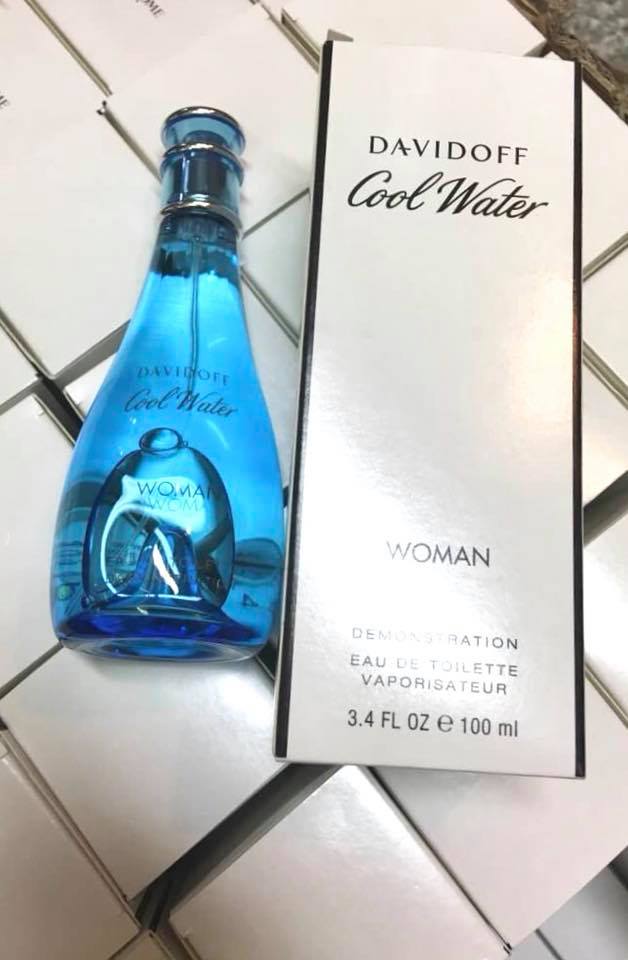 DAVIDOFF
Cool Water
WOMAN
DEMONSTRATION
EAU DE TOILETTE
VAPORISATEUR
3.4 FL OZ e 100 ml
DAVIDOFF
Cool Water
WOMAN